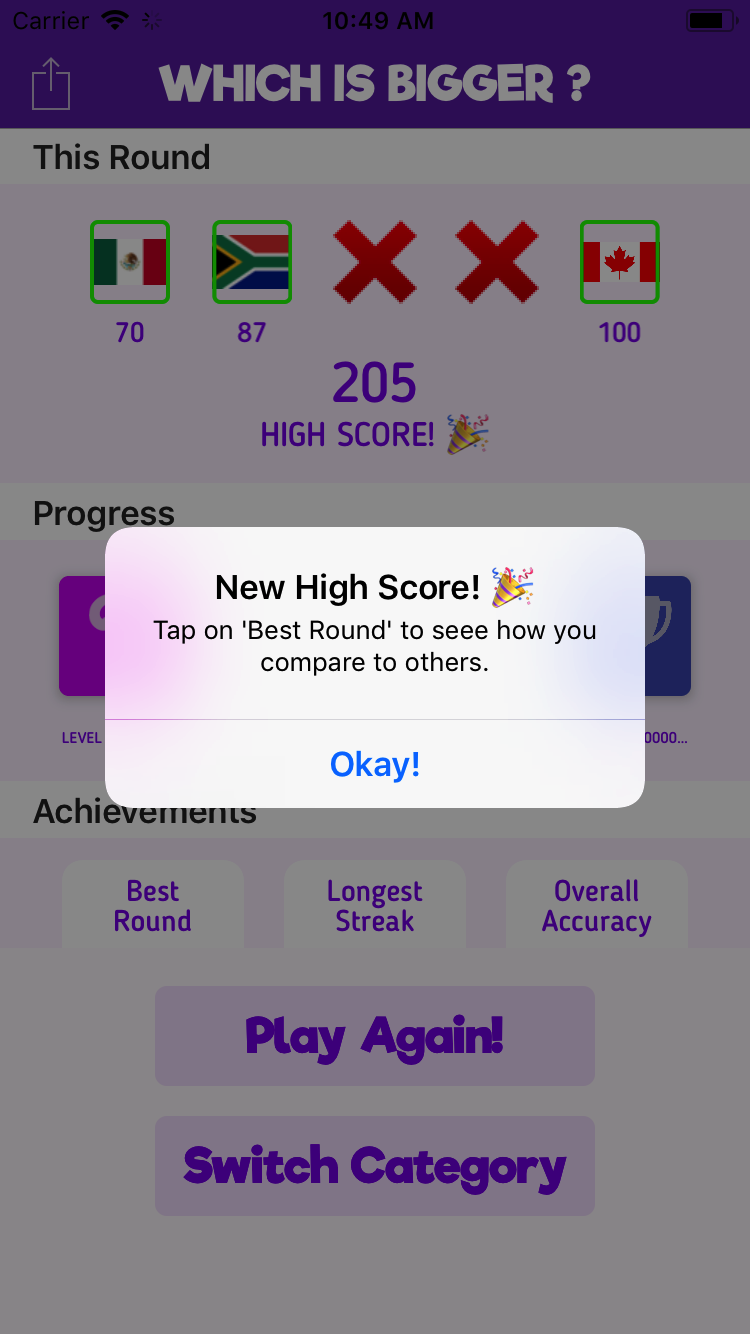 Carrier 10:49 AM
WHICH IS BIGGER ?
This Round
70 87 100
205
HIGH SCORE!
Progress
New High Score!
Tap on 'Best Round' to seee how you
compare to others.
LEVEL 0000...
Okay!
Achievements
Best
Round
Longest
Streak
Overall
Accuracy
Play Again!
Switch Category